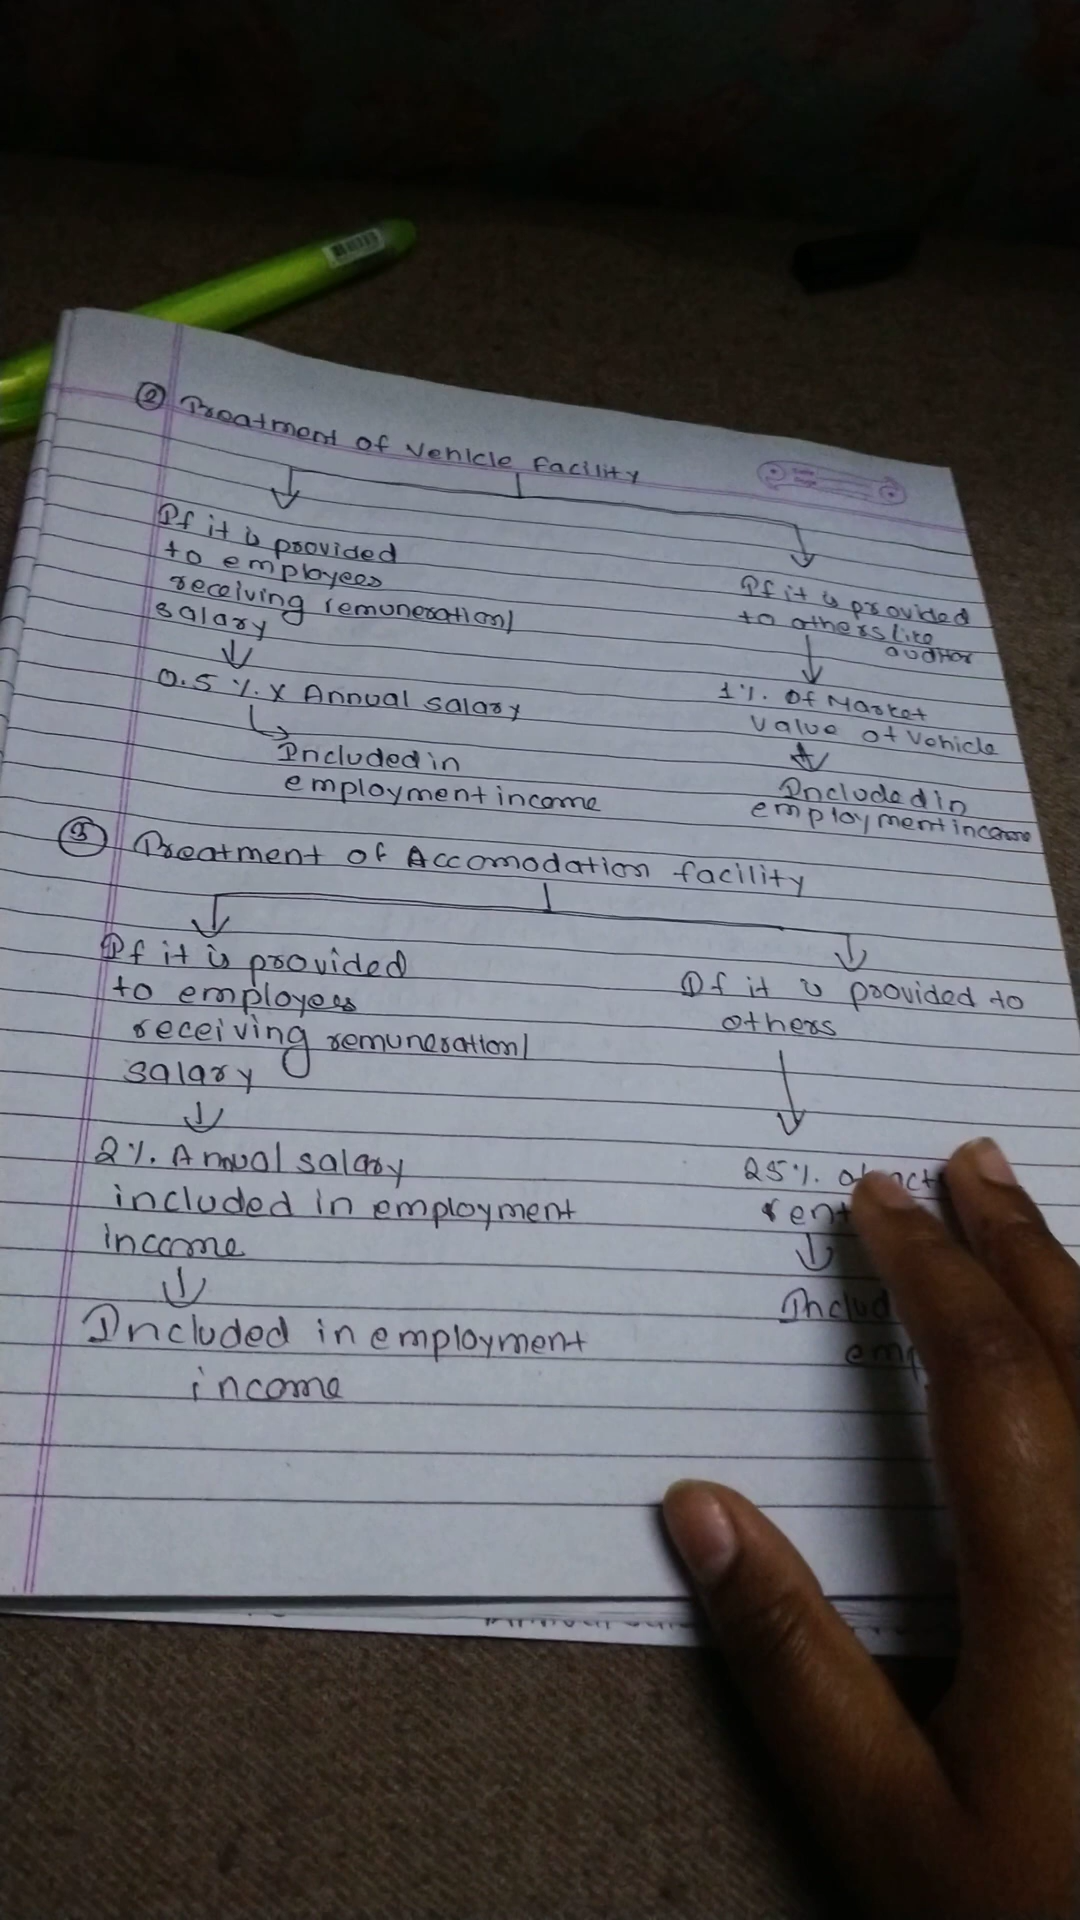 ② Treatment of Vehicle facility
If it is provided
to employees
receiving remuneration/
salary
0.5 % x Annual salary
Included in
employment income
If it is provided
to others like
auditor
1% of Market
value of vehicle
Included in
employment income
③ Treatment of Accomodation facility
If it is provided
to employees
receiving remuneration/
salary
2% Annual salary
included in employment
income
Included in employment
income
If it is provided to
others
25%
rent